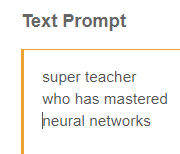 Text Prompt
super teacher
who has mastered
neural networks